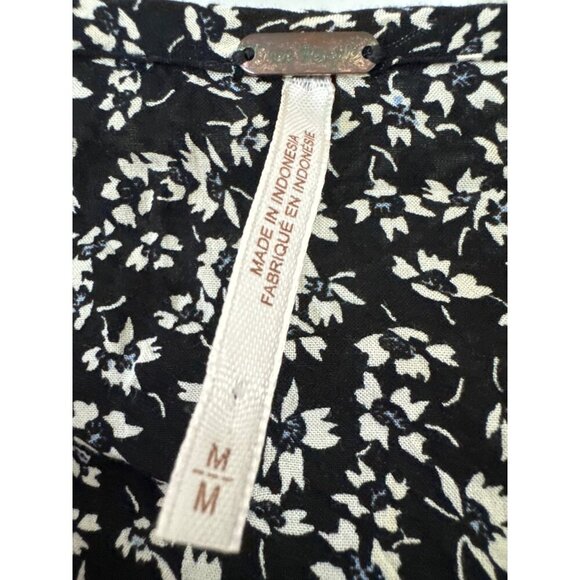 MADE IN INDONESIA
FABRIQUÉ EN INDONÉSIE
M
M